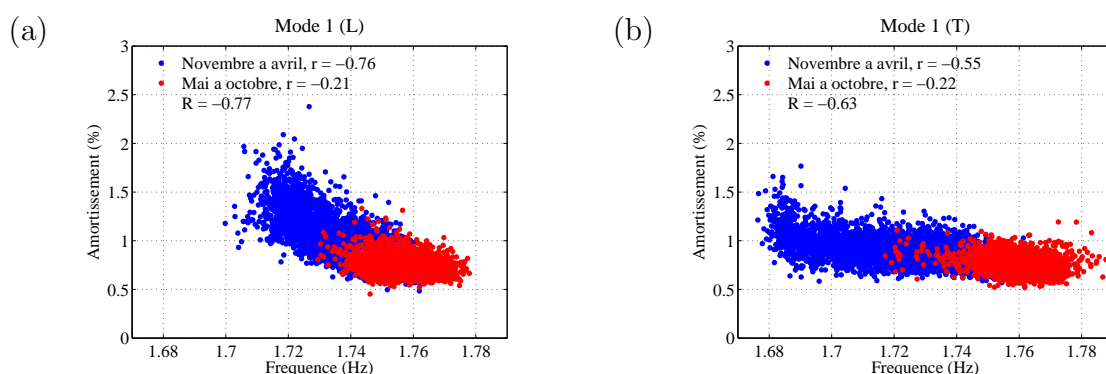 (a)
Mode 1 (L)
3
2.5
2
1.5
1
0.5
0
Amortissement (%)
Novembre a avril, r = −0.76
Mai a octobre, r = −0.21
R = −0.77
1.68 1.7 1.72 1.74 1.76 1.78
Frequence (Hz)
(b)
Mode 1 (T)
3
2.5
2
1.5
1
0.5
0
Amortissement (%)
Novembre a avril, r = −0.55
Mai a octobre, r = −0.22
R = −0.63
1.68 1.7 1.72 1.74 1.76 1.78
Frequence (Hz)